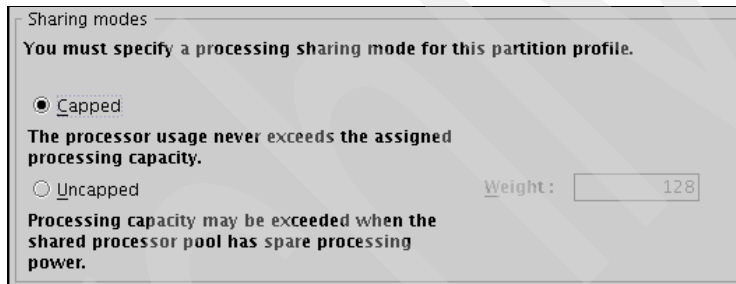 Sharing modes
You must specify a processing sharing mode for this partition profile.
Capped
The processor usage never exceeds the assigned
processing capacity.
Uncapped
Weight: 128
Processing capacity may be exceeded when the
shared processor pool has spare processing
power.